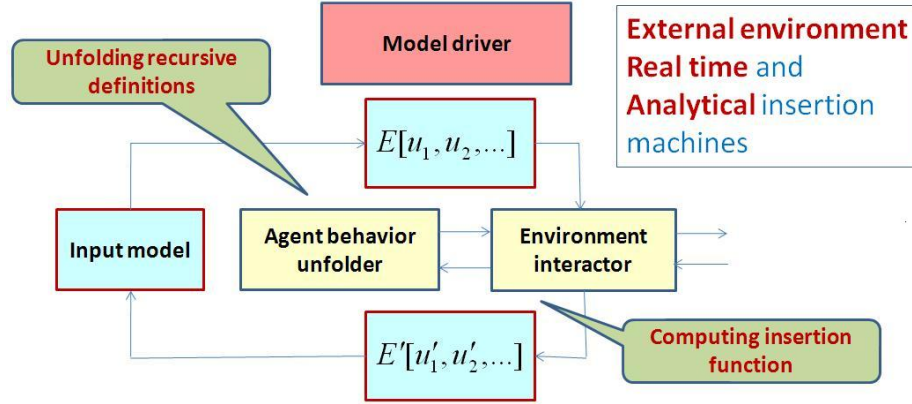 Model driver
External environment
Real time and
Analytical insertion
machines
Unfolding recursive
definitions
E[u₁, u₂,...]
Input model
Agent behavior
unfolder
Environment
interactor
E'[u'₁, u'₂,...]
Computing insertion
function